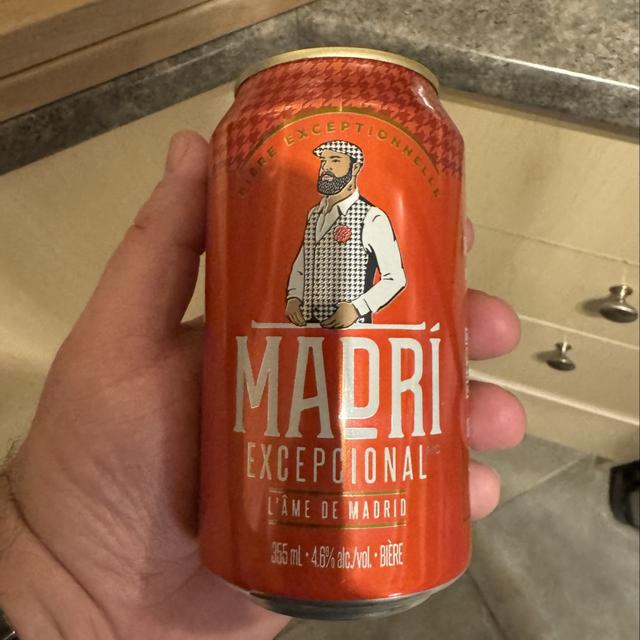 BIÈRE EXCEPTIONNELLE
MADRÍ
EXCEPCIONAL
L'ÂME DE MADRID
355 mL • 4.6% alc./vol. • BIÈRE